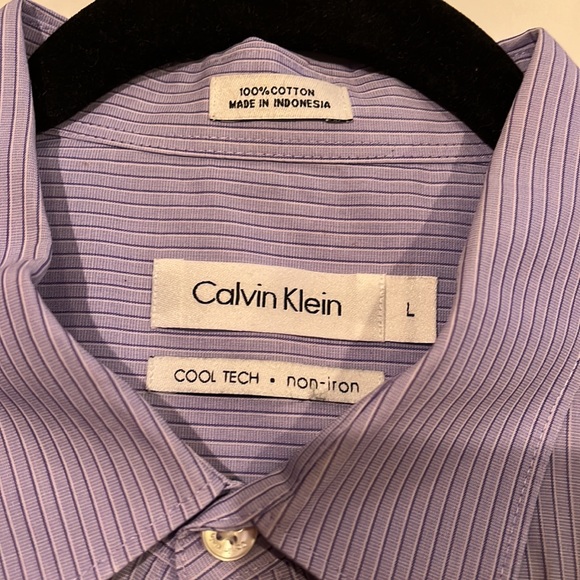 100% COTTON
MADE IN INDONESIA
Calvin Klein
L
COOL TECH • non-iron